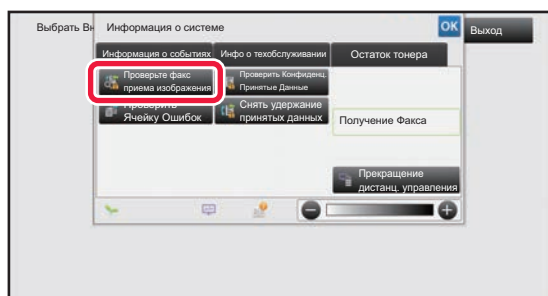 Выбрать Вн
Информация о системе
OK
Выход
Информация о событиях
Инфо о техобслуживании
Остаток тонера
Проверьте факс
приема изображения
Проверить Конфиденц.
Принятые Данные
Проверить
Ячейку Ошибок
Снять удержание
принятых данных
Получение Факса
Прекращение
дистанц. управления